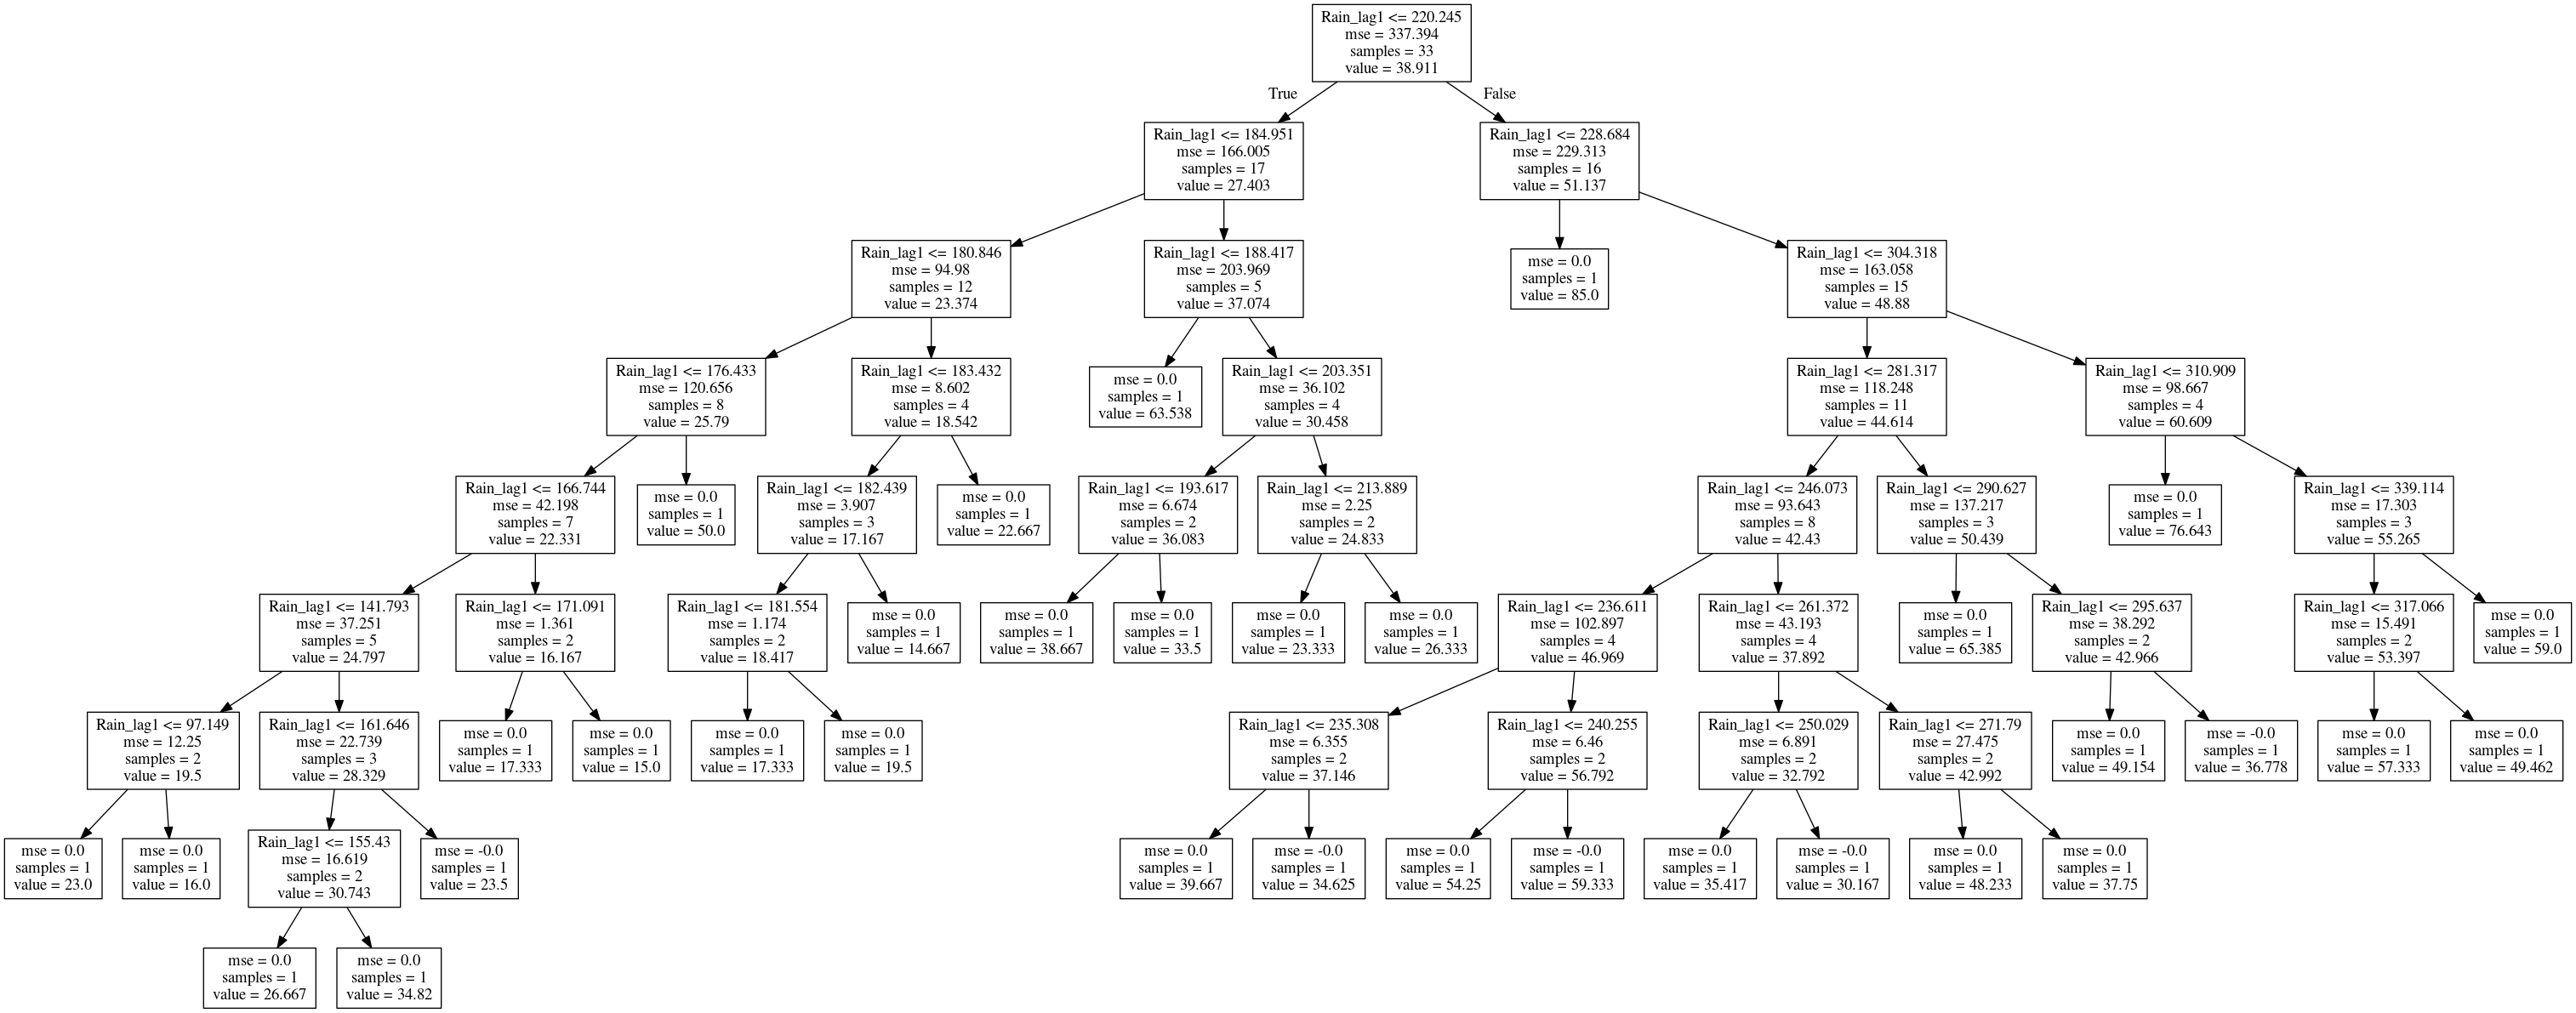 Rain_lag1 <= 220.245
mse = 337.394
samples = 33
value = 38.911
True
False
Rain_lag1 <= 184.951
mse = 166.005
samples = 17
value = 27.403
Rain_lag1 <= 228.684
mse = 229.313
samples = 16
value = 51.137
Rain_lag1 <= 180.846
mse = 94.98
samples = 12
value = 23.374
Rain_lag1 <= 188.417
mse = 203.969
samples = 5
value = 37.074
mse = 0.0
samples = 1
value = 85.0
Rain_lag1 <= 304.318
mse = 163.058
samples = 15
value = 48.88
Rain_lag1 <= 176.433
mse = 120.656
samples = 8
value = 25.79
Rain_lag1 <= 183.432
mse = 8.602
samples = 4
value = 18.542
mse = 0.0
samples = 1
value = 63.538
Rain_lag1 <= 203.351
mse = 36.102
samples = 4
value = 30.458
Rain_lag1 <= 281.317
mse = 118.248
samples = 11
value = 44.614
Rain_lag1 <= 310.909
mse = 98.667
samples = 4
value = 60.609
Rain_lag1 <= 166.744
mse = 42.198
samples = 7
value = 22.331
mse = 0.0
samples = 1
value = 50.0
Rain_lag1 <= 182.439
mse = 3.907
samples = 3
value = 17.167
mse = 0.0
samples = 1
value = 22.667
Rain_lag1 <= 193.617
mse = 6.674
samples = 2
value = 36.083
Rain_lag1 <= 213.889
mse = 2.25
samples = 2
value = 24.833
Rain_lag1 <= 246.073
mse = 93.643
samples = 8
value = 42.43
Rain_lag1 <= 290.627
mse = 137.217
samples = 3
value = 50.439
mse = 0.0
samples = 1
value = 76.643
Rain_lag1 <= 339.114
mse = 17.303
samples = 3
value = 55.265
Rain_lag1 <= 141.793
mse = 37.251
samples = 5
value = 24.797
Rain_lag1 <= 171.091
mse = 1.361
samples = 2
value = 16.167
Rain_lag1 <= 181.554
mse = 1.174
samples = 2
value = 18.417
mse = 0.0
samples = 1
value = 14.667
mse = 0.0
samples = 1
value = 38.667
mse = 0.0
samples = 1
value = 33.5
mse = 0.0
samples = 1
value = 23.333
mse = 0.0
samples = 1
value = 26.333
Rain_lag1 <= 236.611
mse = 102.897
samples = 4
value = 46.969
Rain_lag1 <= 261.372
mse = 43.193
samples = 4
value = 37.892
mse = 0.0
samples = 1
value = 65.385
Rain_lag1 <= 295.637
mse = 38.292
samples = 2
value = 42.966
Rain_lag1 <= 317.066
mse = 15.491
samples = 2
value = 53.397
mse = 0.0
samples = 1
value = 59.0
Rain_lag1 <= 97.149
mse = 12.25
samples = 2
value = 19.5
Rain_lag1 <= 161.646
mse = 22.739
samples = 3
value = 28.329
mse = 0.0
samples = 1
value = 17.333
mse = 0.0
samples = 1
value = 15.0
mse = 0.0
samples = 1
value = 17.333
mse = 0.0
samples = 1
value = 19.5
Rain_lag1 <= 235.308
mse = 6.355
samples = 2
value = 37.146
Rain_lag1 <= 240.255
mse = 6.46
samples = 2
value = 56.792
Rain_lag1 <= 250.029
mse = 6.891
samples = 2
value = 32.792
Rain_lag1 <= 271.79
mse = 27.475
samples = 2
value = 42.992
mse = 0.0
samples = 1
value = 49.154
mse = -0.0
samples = 1
value = 36.778
mse = 0.0
samples = 1
value = 57.333
mse = 0.0
samples = 1
value = 49.462
mse = 0.0
samples = 1
value = 23.0
mse = 0.0
samples = 1
value = 16.0
Rain_lag1 <= 155.43
mse = 16.619
samples = 2
value = 30.743
mse = -0.0
samples = 1
value = 23.5
mse = 0.0
samples = 1
value = 39.667
mse = -0.0
samples = 1
value = 34.625
mse = 0.0
samples = 1
value = 54.25
mse = -0.0
samples = 1
value = 59.333
mse = 0.0
samples = 1
value = 35.417
mse = -0.0
samples = 1
value = 30.167
mse = 0.0
samples = 1
value = 48.233
mse = 0.0
samples = 1
value = 37.75
mse = 0.0
samples = 1
value = 26.667
mse = 0.0
samples = 1
value = 34.82